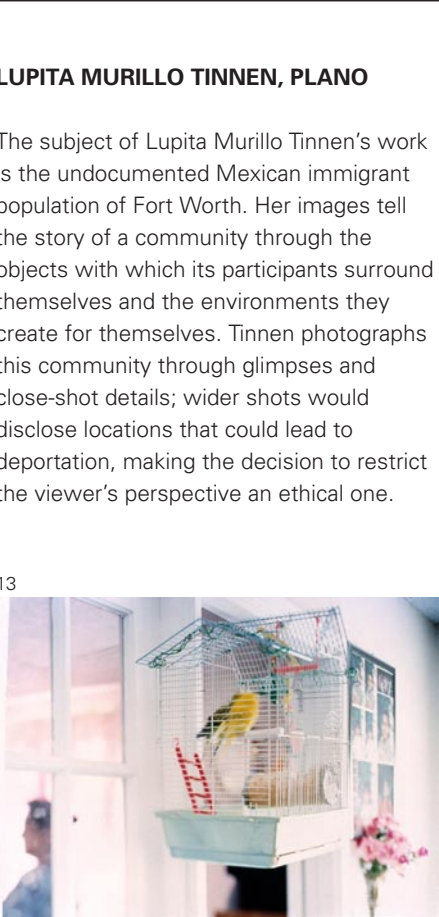 LUPITA MURILLO TINNEN, PLANO
The subject of Lupita Murillo Tinnen’s work
is the undocumented Mexican immigrant
population of Fort Worth. Her images tell
the story of a community through the
objects with which its participants surround
themselves and the environments they
create for themselves. Tinnen photographs
this community through glimpses and
close-shot details; wider shots would
disclose locations that could lead to
deportation, making the decision to restrict
the viewer’s perspective an ethical one.
13